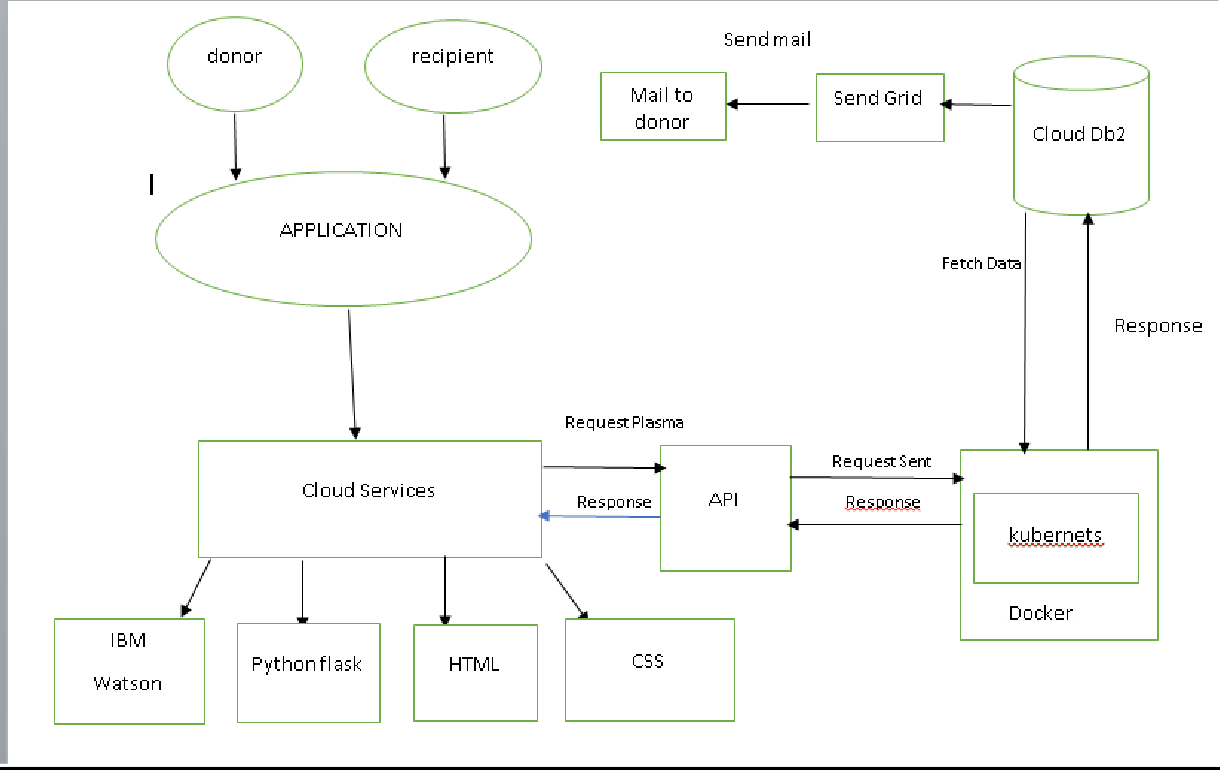 donor
recipient
Send mail
Mail to
donor
Send Grid
Cloud Db2
APPLICATION
Fetch Data
Response
Request Plasma
Cloud Services
Response
API
Request Sent
Response
kubernets
Docker
IBM
Watson
Python flask
HTML
CSS